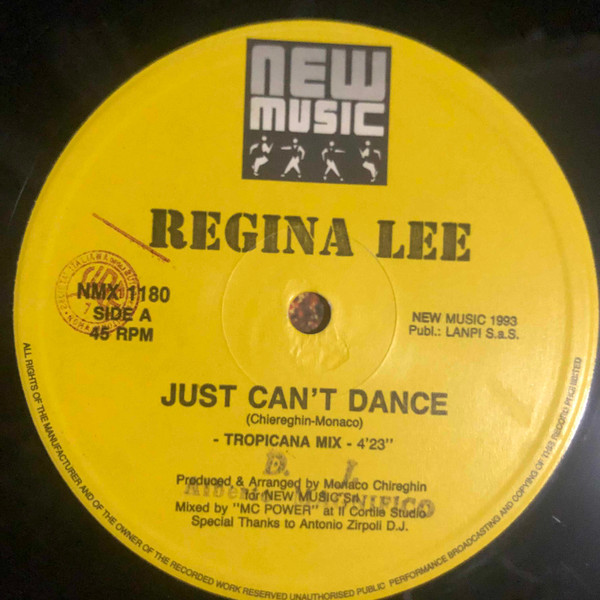 NEW
MUSIC
REGINA LEE
NMX 1180
SIDE A
45 RPM
NEW MUSIC 1993
Publ.: LANPI S.a.S.
JUST CAN'T DANCE
(Chiereghin-Monaco)
- TROPICANA MIX - 4'23"
D. J.
Produced & Arranged by Monaco Chireghin
for NEW MUSIC Srl
Mixed by "MC POWER" at Il Cortile Studio
Special Thanks to Antonio Zirpoli D.J.
ALL RIGHTS OF THE MANUFACTURER AND OF THE OWNER OF THE RECORDED WORK RESERVED UNAUTHORISED PUBLIC PERFORMANCE BROADCASTING AND COPYING OF THIS RECORD PROHIBITED